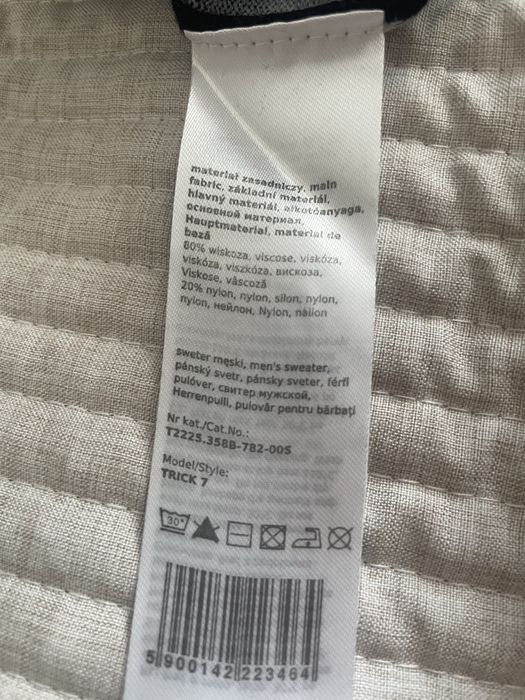 materiał zasadniczy, main
fabric, základní materiál,
hlavný materiál, alkotóanyaga,
основной материал,
Hauptmaterial, material de
bază
80% wiskoza, viscose, viskóza,
viskóza, viszkóza, вискоза,
Viskose, vâscoză
20% nylon, nylon, silon, nylon,
nylon, нейлон, Nylon, nailon
sweter męski, men's sweater,
pánský svetr, pánsky sveter, férfi
pulóver, свитер мужской,
Herrenpulli, pulovăr pentru bărbați
Nr kat./Cat.No.:
T2225.358B-782-00S
Model/Style:
TRICK 7
30°
5 900142 223464